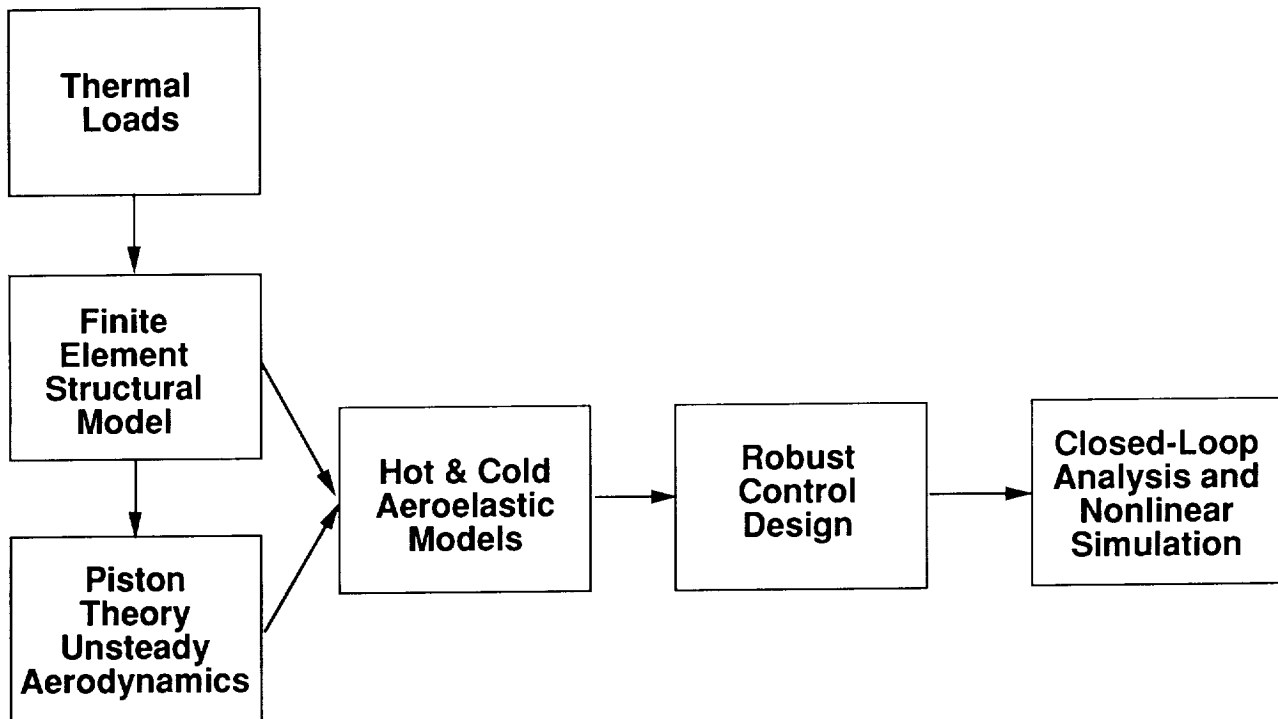 Thermal
Loads
Finite
Element
Structural
Model
Piston
Theory
Unsteady
Aerodynamics
Hot & Cold
Aeroelastic
Models
Robust
Control
Design
Closed-Loop
Analysis and
Nonlinear
Simulation